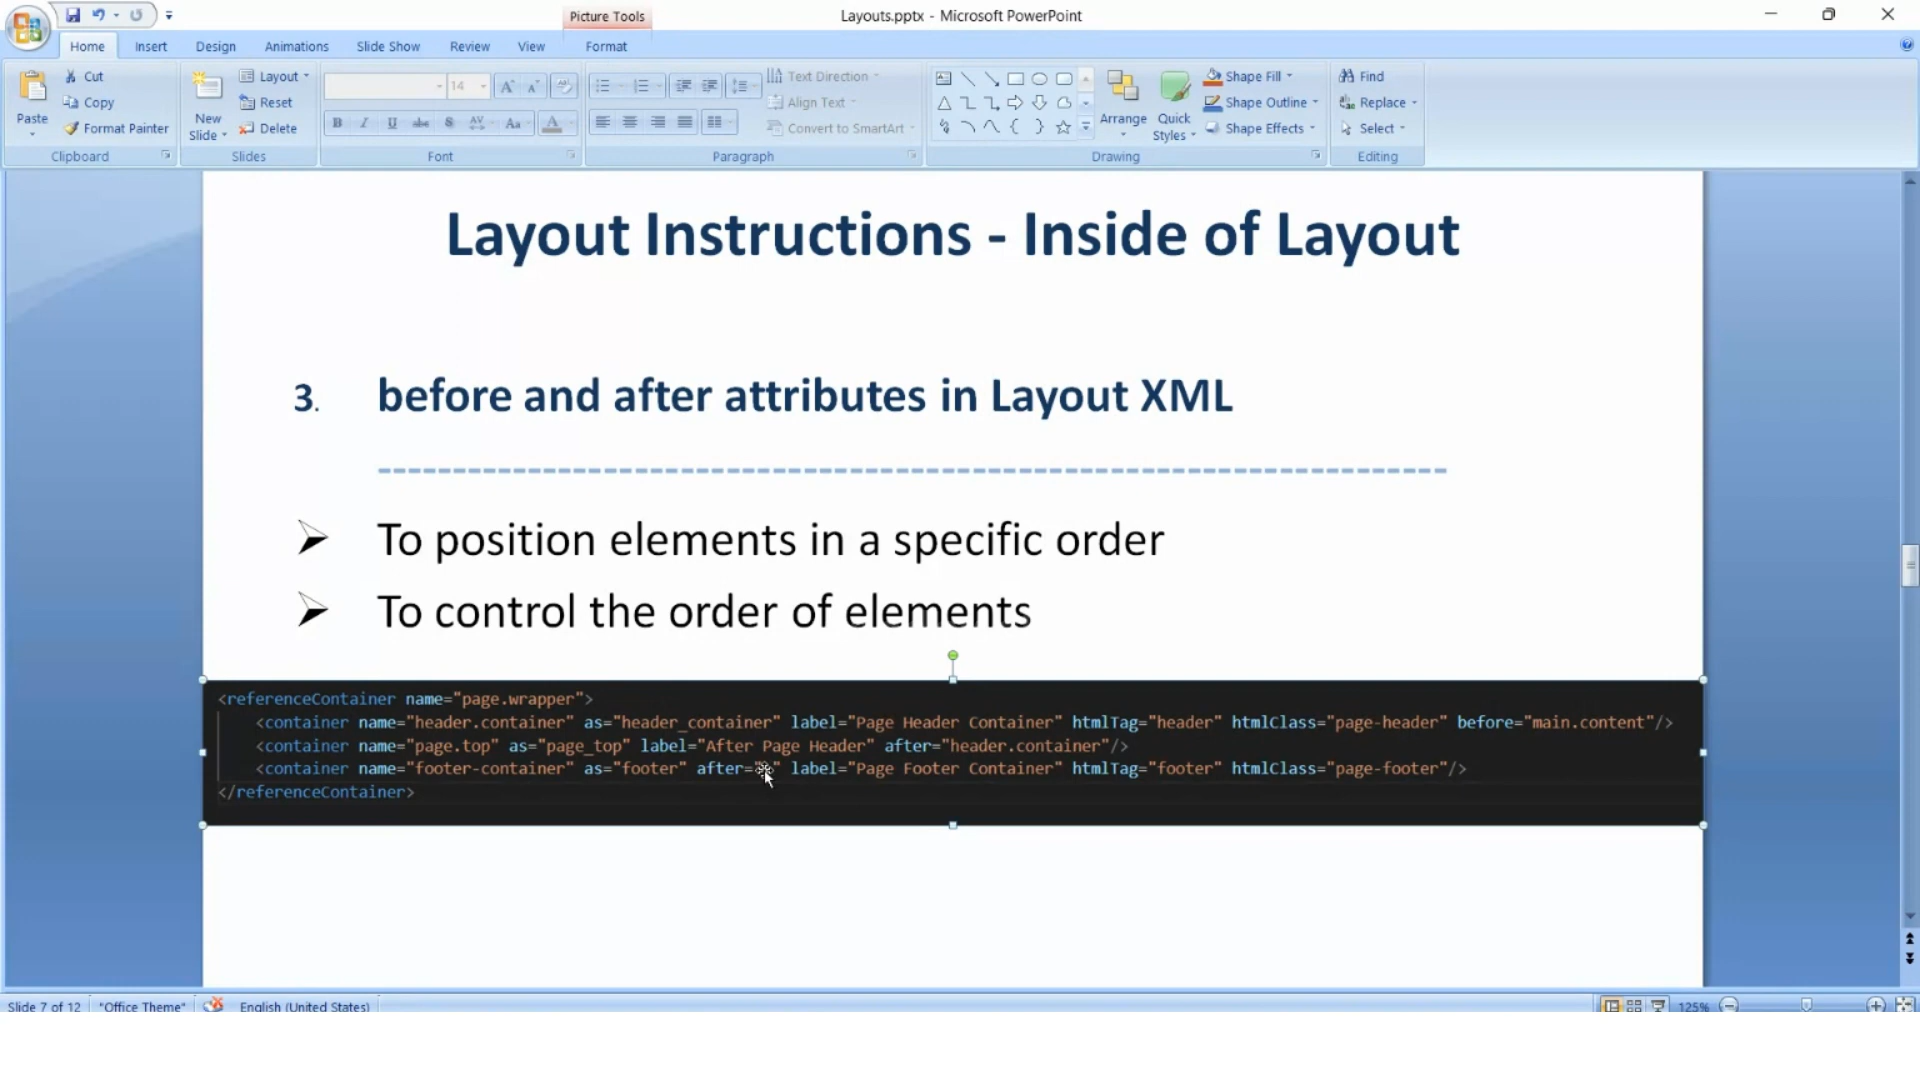 Layouts.pptx - Microsoft PowerPoint
Picture Tools
Home Insert Design Animations Slide Show Review View Format
Paste
Cut
Copy
Format Painter
Clipboard
New Slide
Layout
Reset
Delete
Slides
14
B I U abc S AV Aa A
Font
Text Direction
Align Text
Convert to SmartArt
Paragraph
Arrange
Quick Styles
Shape Fill
Shape Outline
Shape Effects
Drawing
Find
Replace
Select
Editing
Layout Instructions - Inside of Layout
3. before and after attributes in Layout XML
--------------------------------------------------------------------
To position elements in a specific order
To control the order of elements
<referenceContainer name="page.wrapper">
<container name="header.container" as="header_container" label="Page Header Container" htmlTag="header" htmlClass="page-header" before="main.content"/>
<container name="page.top" as="page_top" label="After Page Header" after="header.container"/>
<container name="footer-container" as="footer" after=" " label="Page Footer Container" htmlTag="footer" htmlClass="page-footer"/>
</referenceContainer>
Slide 7 of 12 "Office Theme" English (United States) 125%